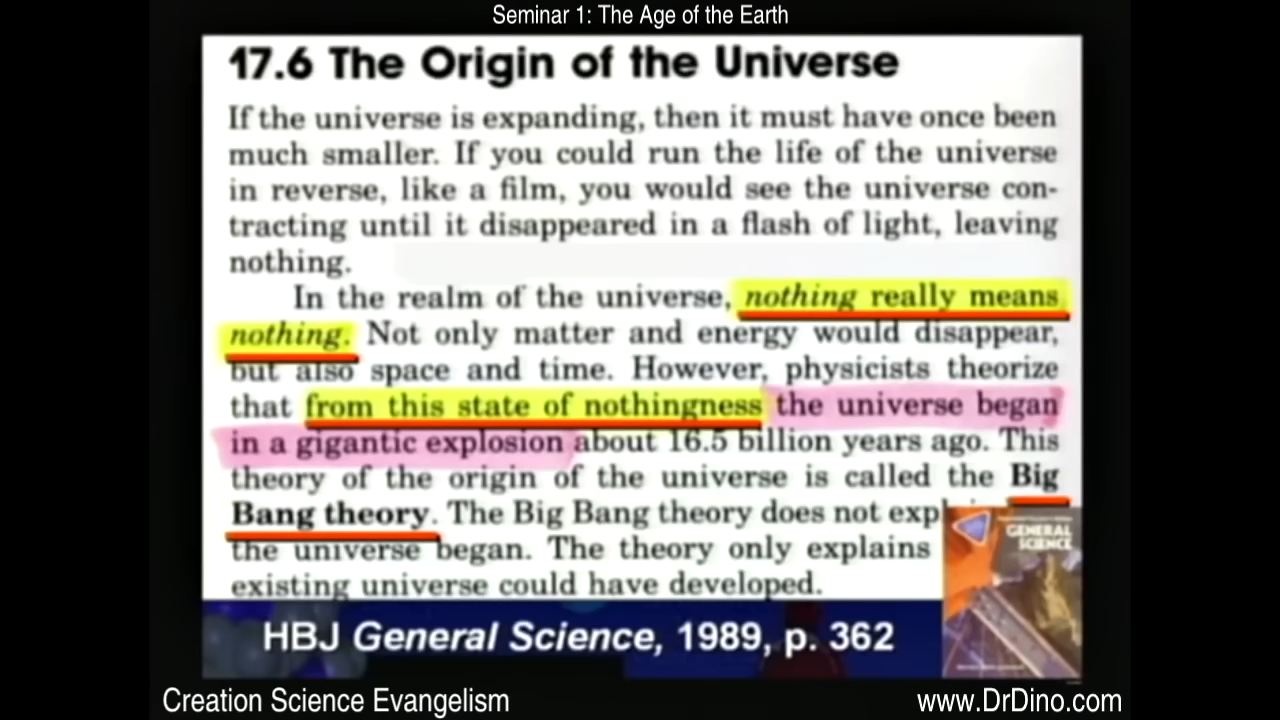 Seminar 1: The Age of the Earth
17.6 The Origin of the Universe
If the universe is expanding, then it must have once been
much smaller. If you could run the life of the universe
in reverse, like a film, you would see the universe con-
tracting until it disappeared in a flash of light, leaving
nothing.
In the realm of the universe, nothing really means
nothing. Not only matter and energy would disappear,
but also space and time. However, physicists theorize
that from this state of nothingness the universe began
in a gigantic explosion about 16.5 billion years ago. This
theory of the origin of the universe is called the Big
Bang theory. The Big Bang theory does not
the universe began. The theory only explains
existing universe could have developed.
GENERAL
SCIENCE
HBJ General Science, 1989, p. 362
Creation Science Evangelism
www.DrDino.com